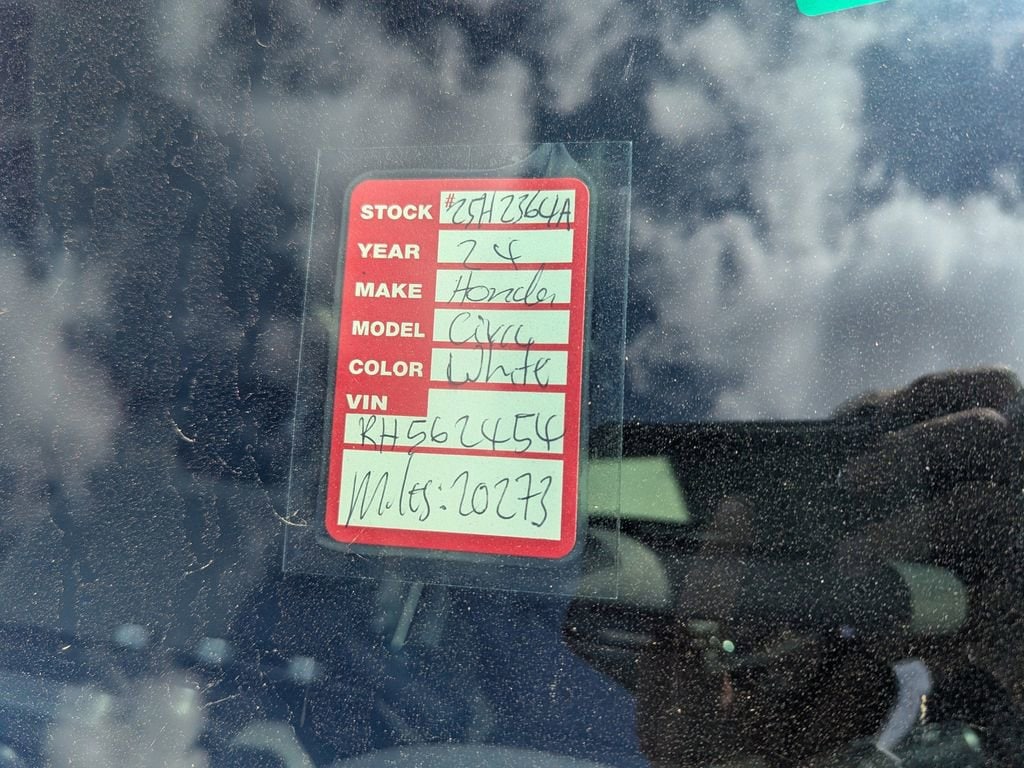 STOCK #25H2364A
YEAR 24
MAKE Honda
MODEL Civic
COLOR White
VIN
RH562454
Miles: 20273